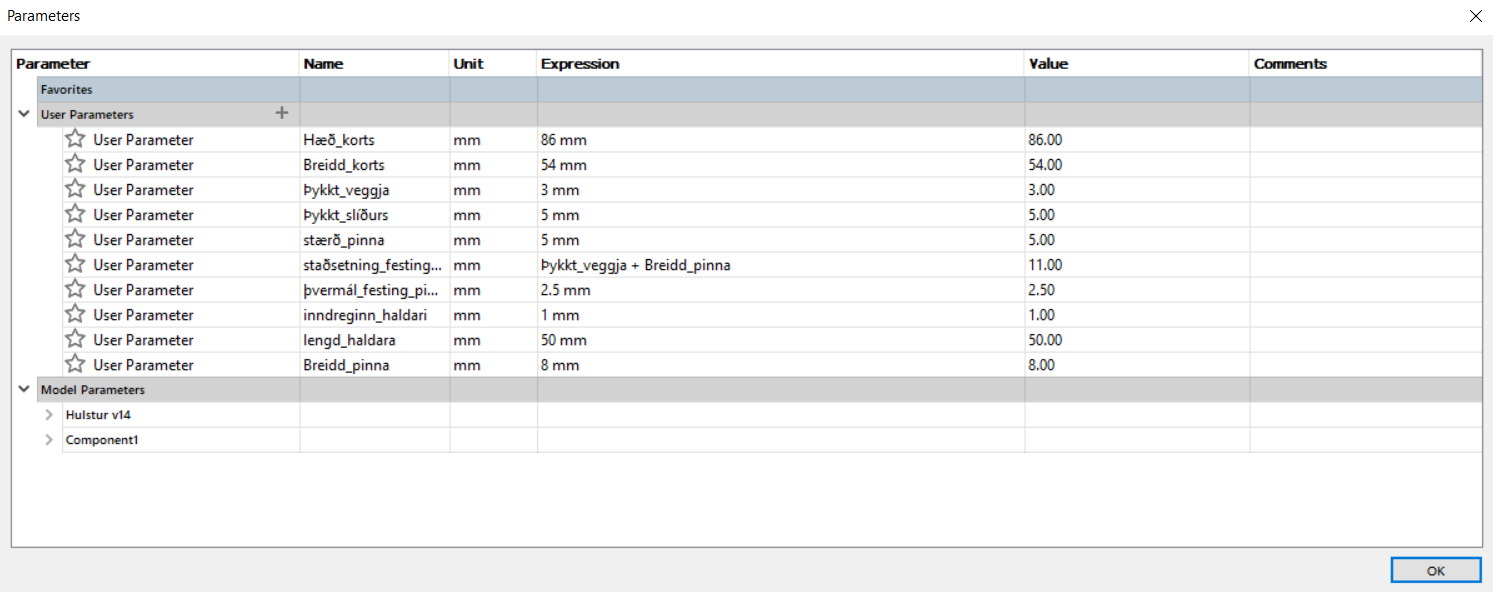 Parameters
Parameter Name Unit Expression Value Comments
Favorites
User Parameters +
User Parameter Hæð_korts mm 86 mm 86.00
User Parameter Breidd_korts mm 54 mm 54.00
User Parameter Þykkt_veggja mm 3 mm 3.00
User Parameter Þykkt_slíðurs mm 5 mm 5.00
User Parameter stærð_pinna mm 5 mm 5.00
User Parameter staðsetning_festing... mm Þykkt_veggja + Breidd_pinna 11.00
User Parameter þvermál_festing_pi... mm 2.5 mm 2.50
User Parameter inndreginn_haldari mm 1 mm 1.00
User Parameter lengd_haldara mm 50 mm 50.00
User Parameter Breidd_pinna mm 8 mm 8.00
Model Parameters
Hulstur v14
Component1
OK